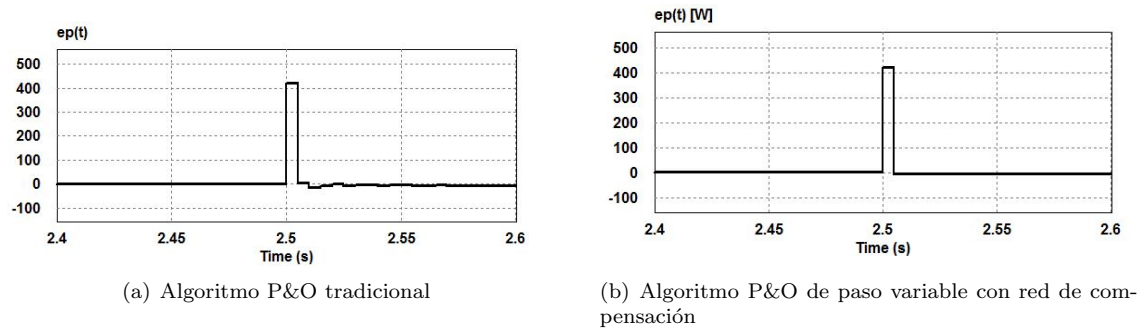 ep(t)
500
400
300
200
100
0
-100
2.4 2.45 2.5 2.55 2.6
Time (s)
(a) Algoritmo P&O tradicional
ep(t) [W]
500
400
300
200
100
0
-100
2.4 2.45 2.5 2.55 2.6
Time (s)
(b) Algoritmo P&O de paso variable con red de com-
pensación